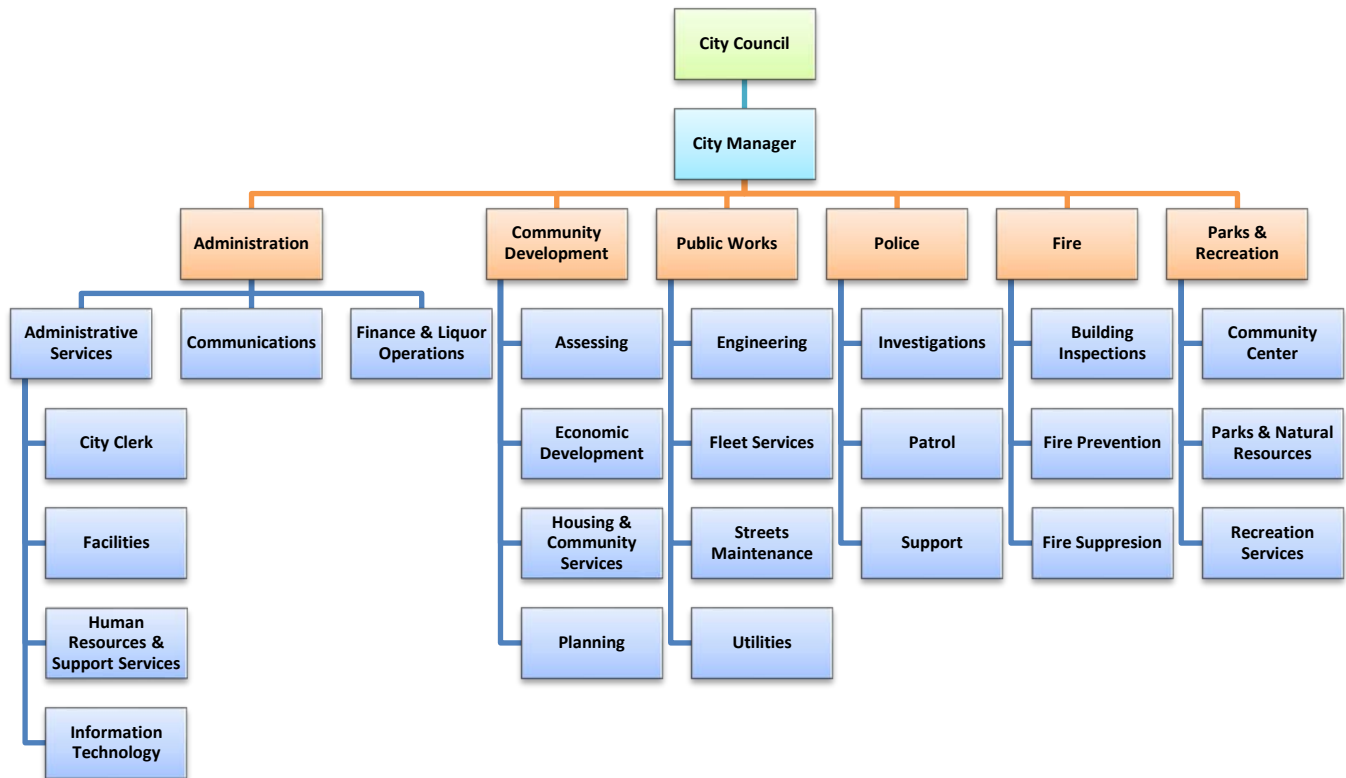 City Council
City Manager
Administration
Community
Development
Public Works
Police
Fire
Parks &
Recreation
Administrative
Services
Communications
Finance & Liquor
Operations
Assessing
Engineering
Investigations
Building
Inspections
Community
Center
City Clerk
Economic
Development
Fleet Services
Patrol
Fire Prevention
Parks & Natural
Resources
Facilities
Housing &
Community
Services
Streets
Maintenance
Support
Fire Suppresion
Recreation
Services
Human
Resources &
Support Services
Planning
Utilities
Information
Technology